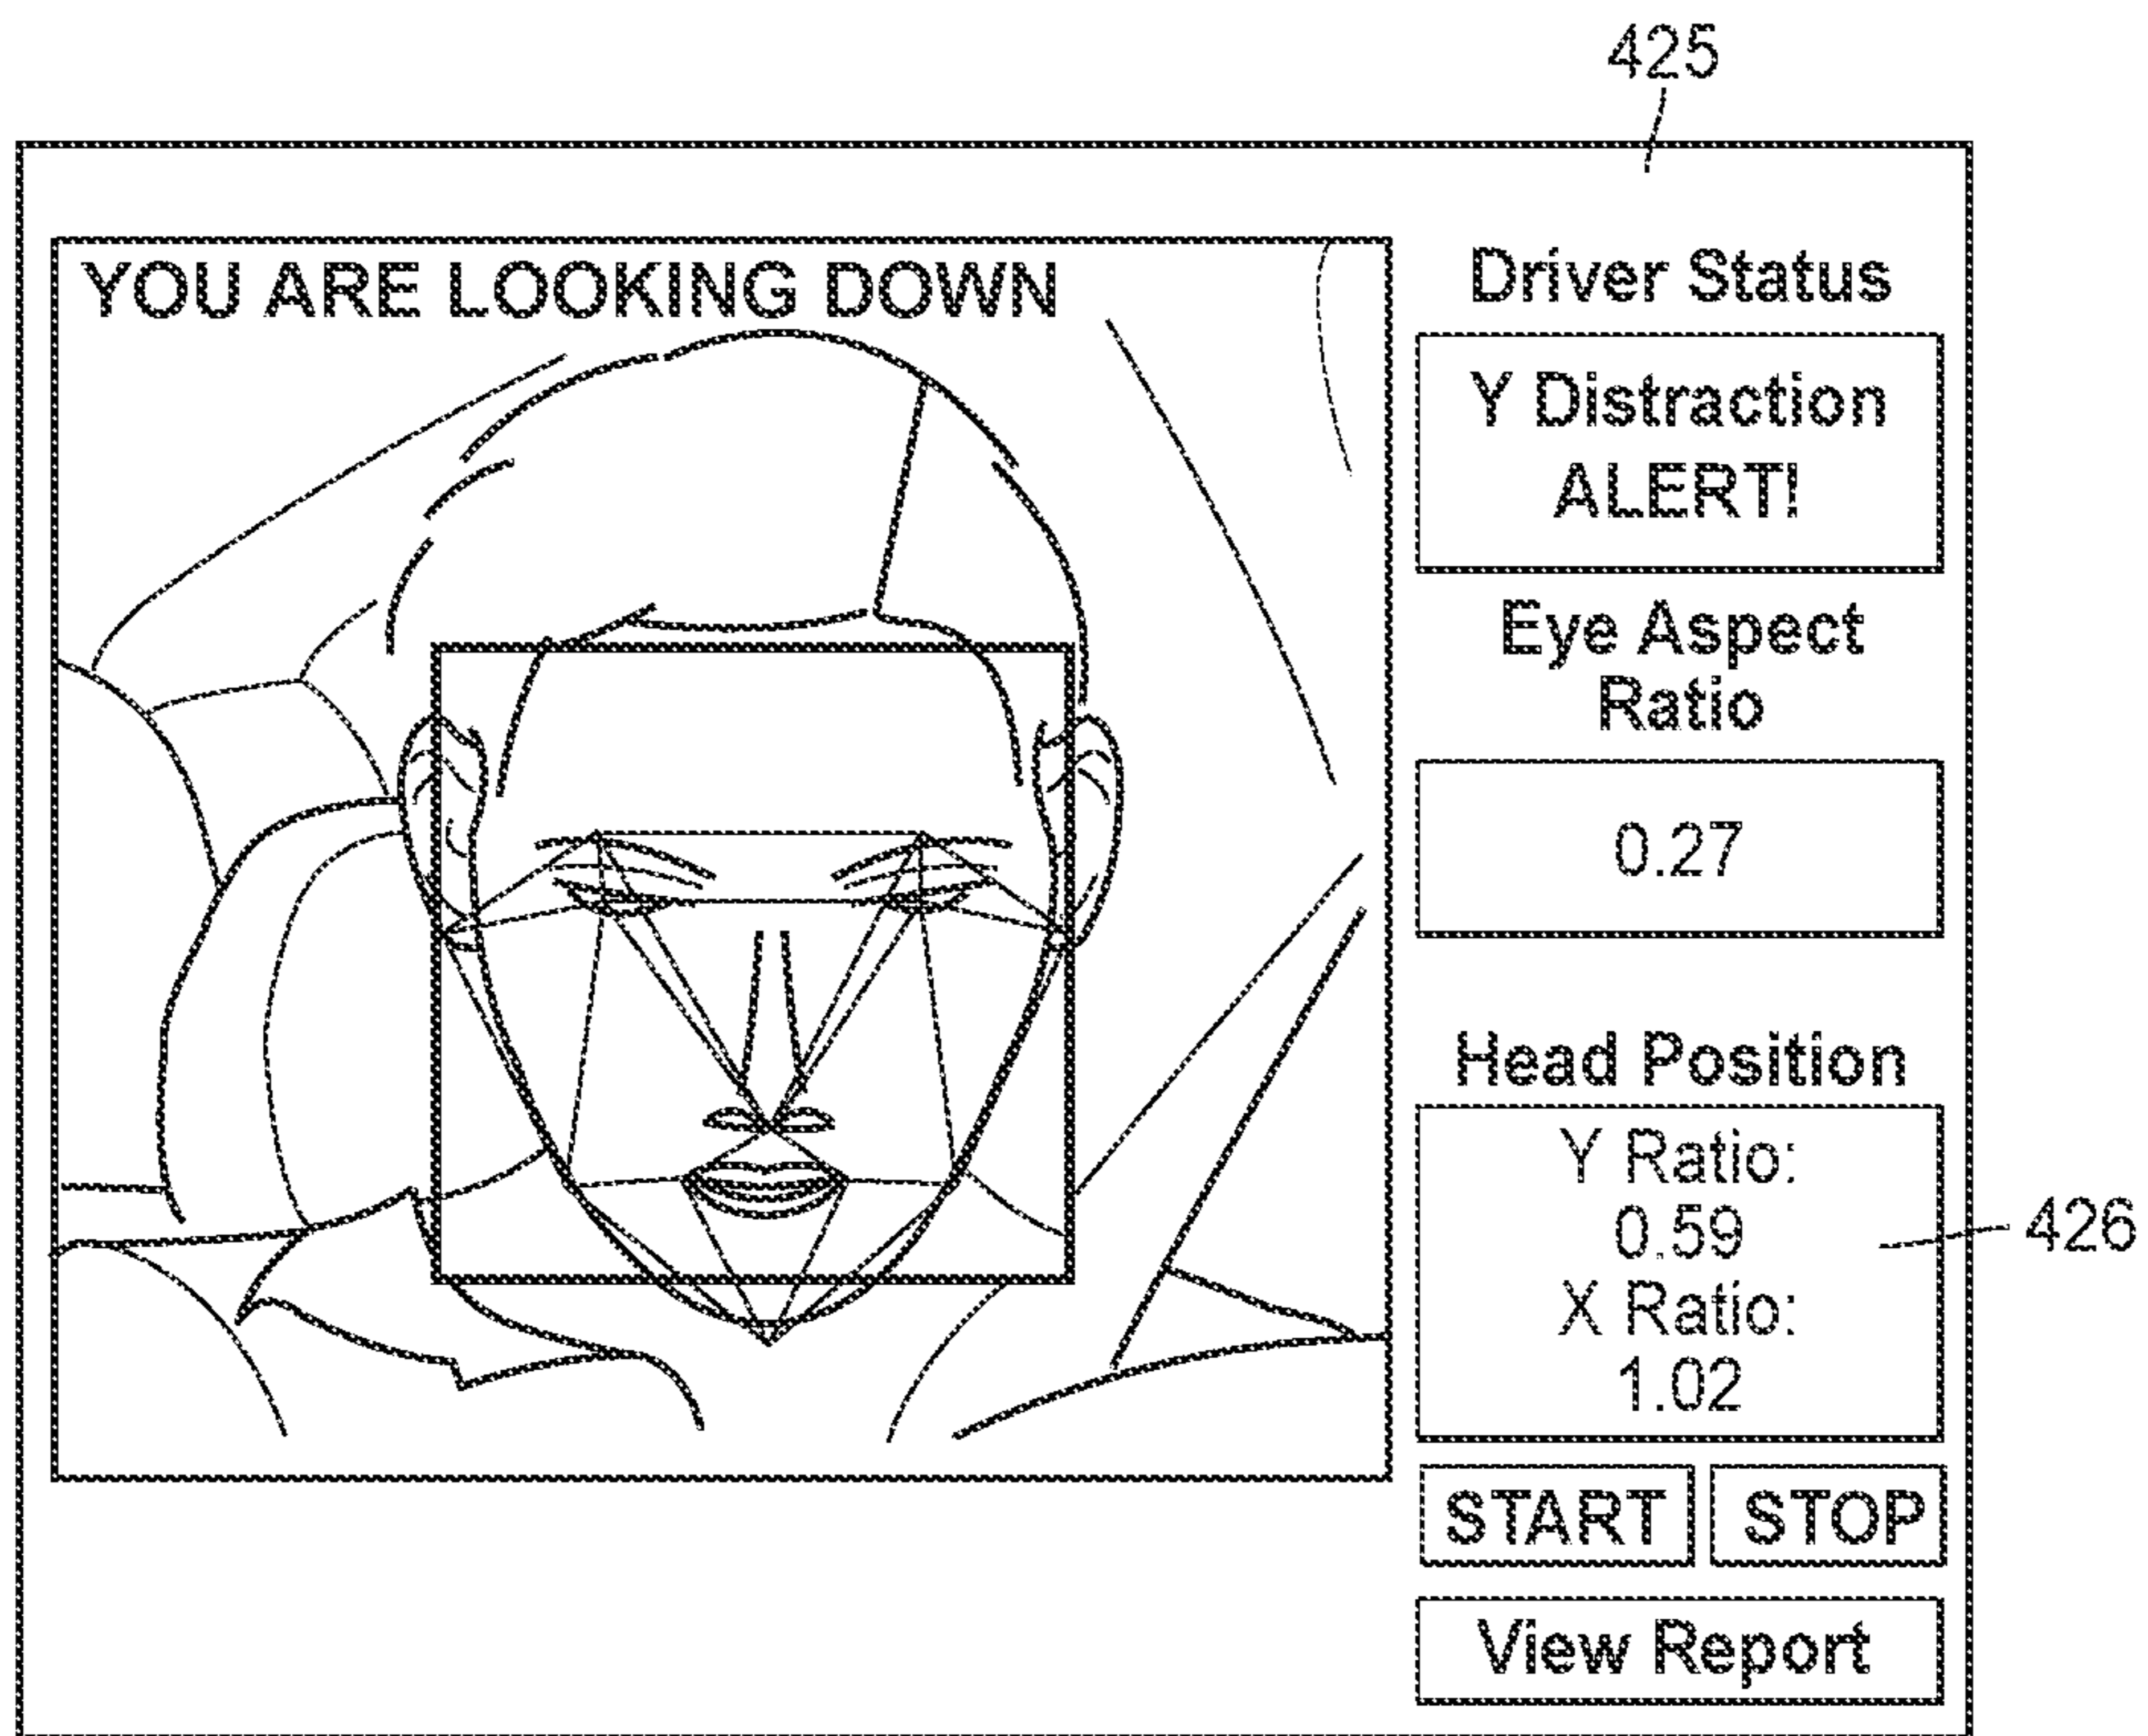 425
YOU ARE LOOKING DOWN
Driver Status
Y Distraction
ALERT!
Eye Aspect
Ratio
0.27
Head Position
Y Ratio:
0.59
426
X Ratio:
1.02
START
STOP
View Report